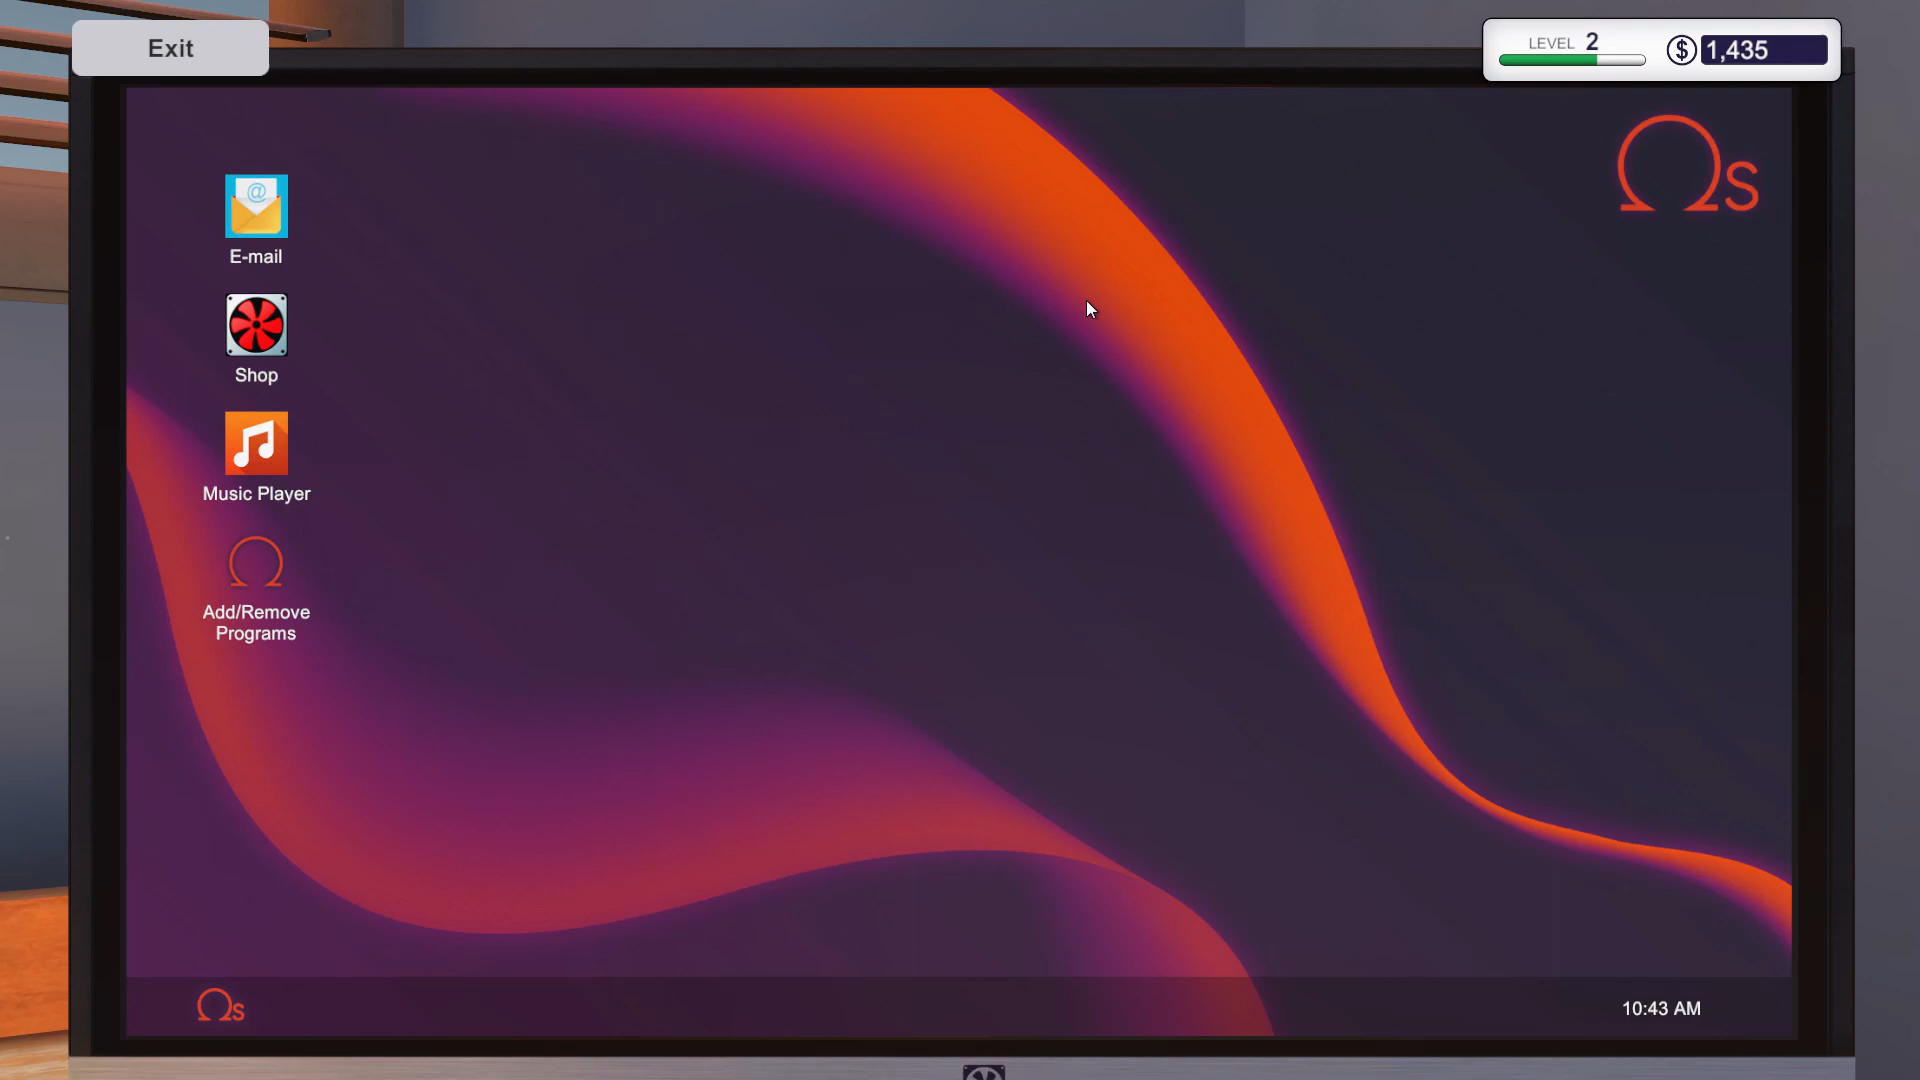 Exit
LEVEL 2
$ 1,435
Ωs
E-mail
Shop
Music Player
Add/Remove
Programs
Ωs
10:43 AM